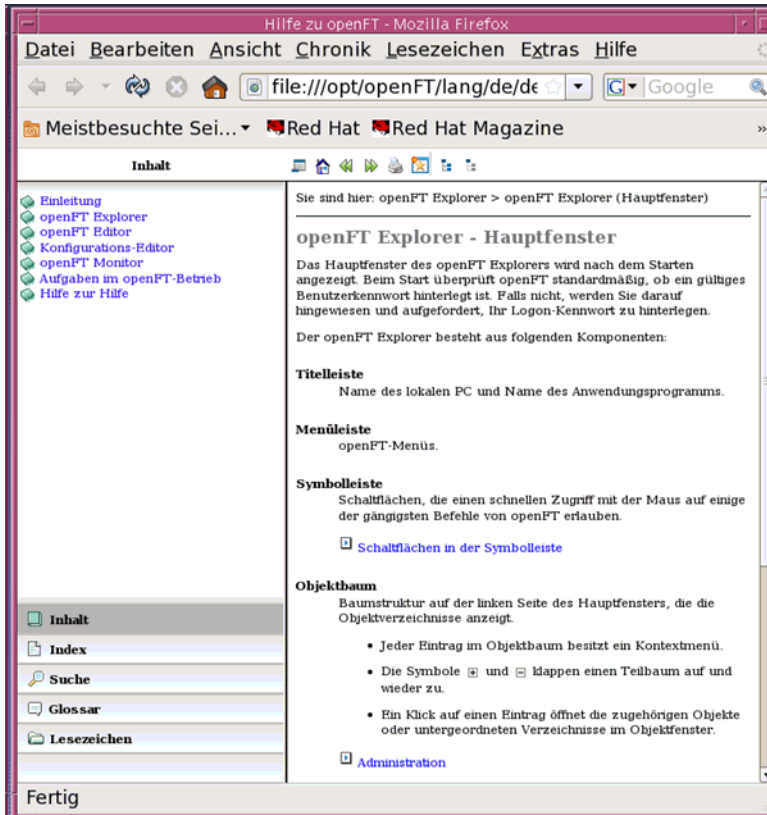 Hilfe zu openFT - Mozilla Firefox
Datei Bearbeiten Ansicht Chronik Lesezeichen Extras Hilfe
file:///opt/openFT/lang/de/de
G Google
Meistbesuchte Sei... Red Hat Red Hat Magazine »
Inhalt
Einleitung
openFT Explorer
openFT Editor
Konfigurations-Editor
openFT Monitor
Aufgaben im openFT-Betrieb
Hilfe zur Hilfe
Inhalt
Index
Suche
Glossar
Lesezeichen
Sie sind hier: openFT Explorer > openFT Explorer (Hauptfenster)
openFT Explorer - Hauptfenster
Das Hauptfenster des openFT Explorers wird nach dem Starten
angezeigt. Beim Start überprüft openFT standardmäßig, ob ein gültiges
Benutzerkennwort hinterlegt ist. Falls nicht, werden Sie darauf
hingewiesen und aufgefordert, Ihr Logon-Kennwort zu hinterlegen.
Der openFT Explorer besteht aus folgenden Komponenten:
Titelleiste
Name des lokalen PC und Name des Anwendungsprogramms.
Menüleiste
openFT-Menüs.
Symbolleiste
Schaltflächen, die einen schnellen Zugriff mit der Maus auf einige
der gängigsten Befehle von openFT erlauben.
Schaltflächen in der Symbolleiste
Objektbaum
Baumstruktur auf der linken Seite des Hauptfensters, die die
Objektverzeichnisse anzeigt.
• Jeder Eintrag im Objektbaum besitzt ein Kontextmenü.
• Die Symbole + und - klappen einen Teilbaum auf und
wieder zu.
• Ein Klick auf einen Eintrag öffnet die zugehörigen Objekte
oder untergeordneten Verzeichnisse im Objektfenster.
Administration
Fertig